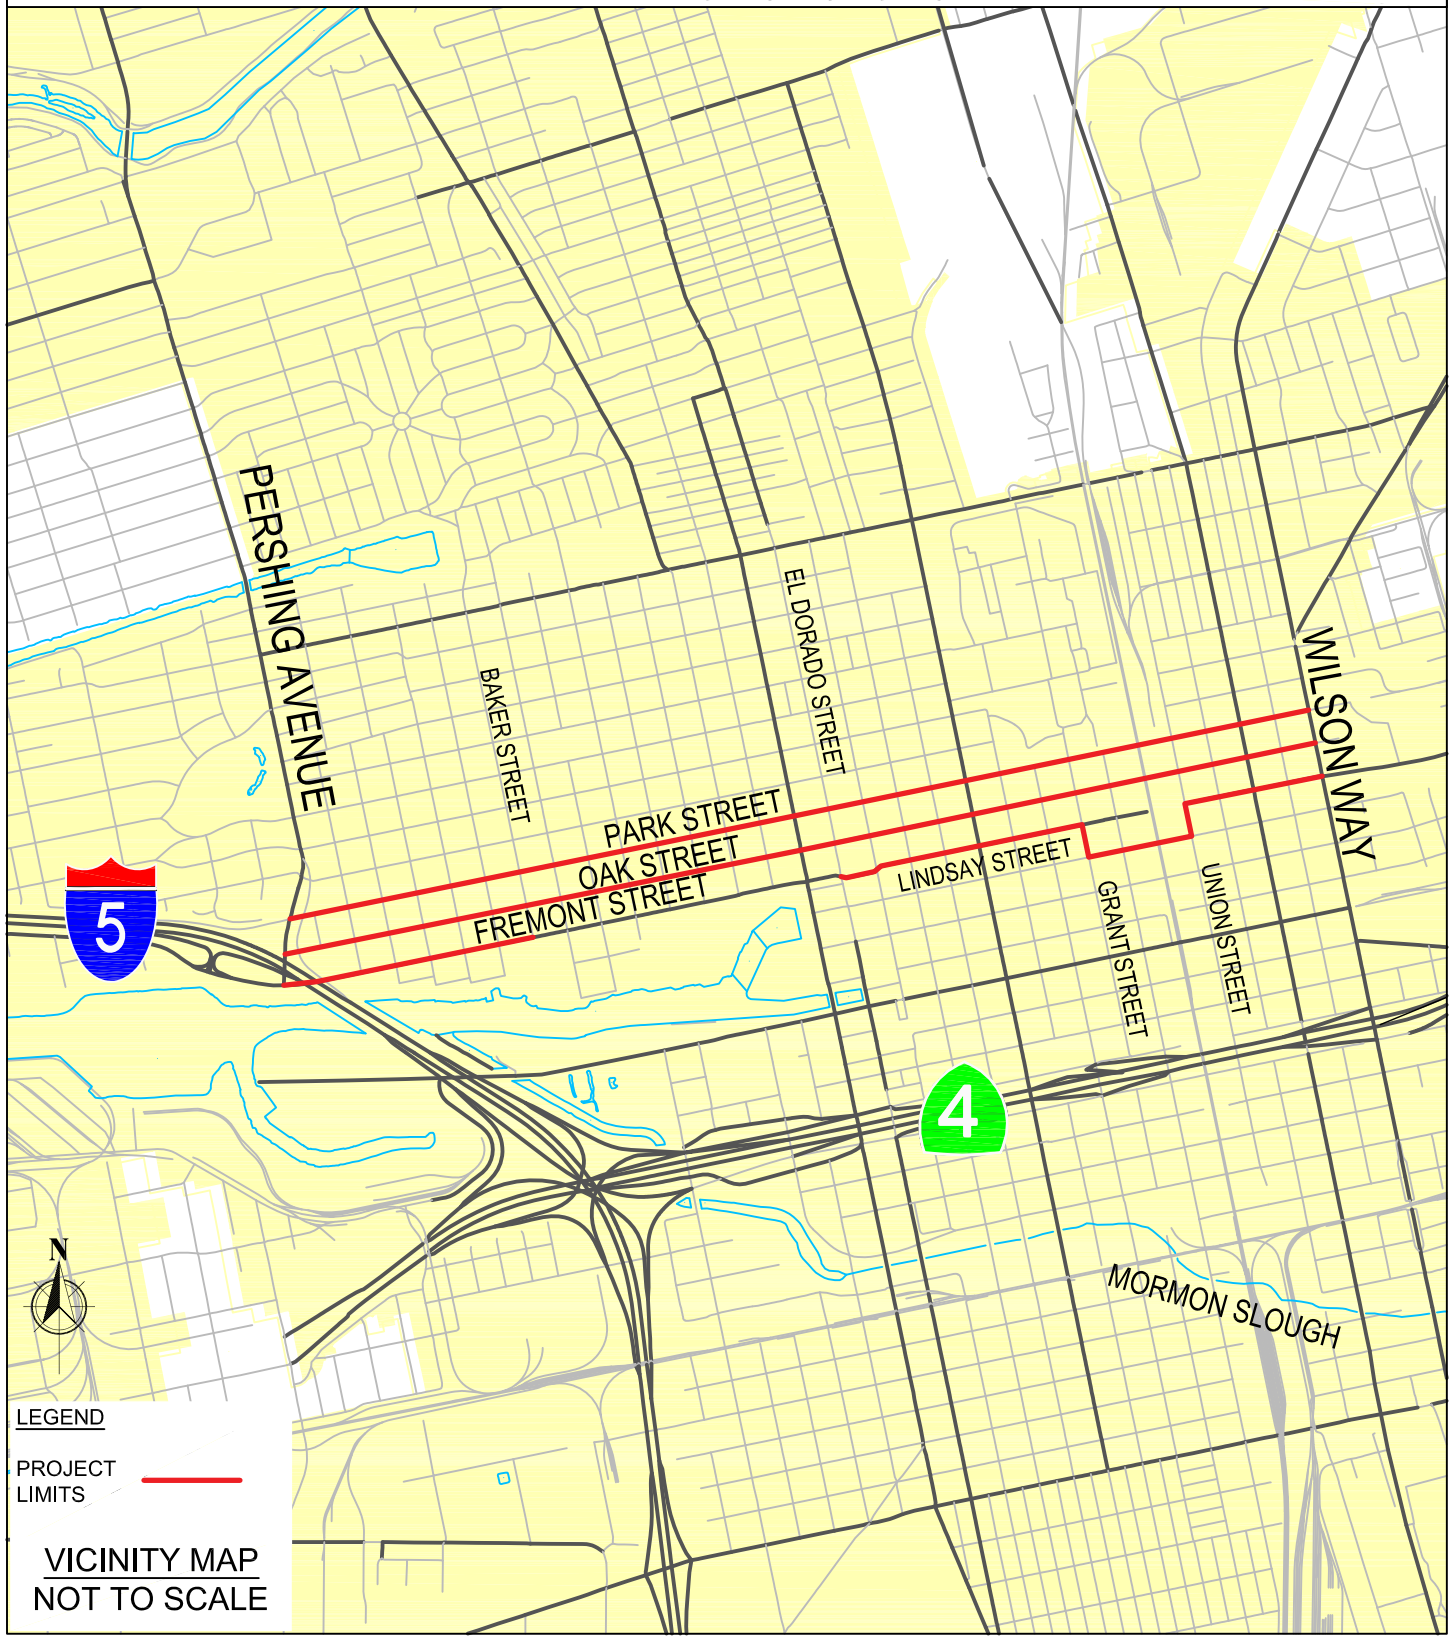 PERSHING AVENUE
BAKER STREET
EL DORADO STREET
WILSON WAY
PARK STREET
OAK STREET
FREMONT STREET
LINDSAY STREET
GRANT STREET
UNION STREET
5
4
MORMON SLOUGH
N
LEGEND
PROJECT
LIMITS
VICINITY MAP
NOT TO SCALE